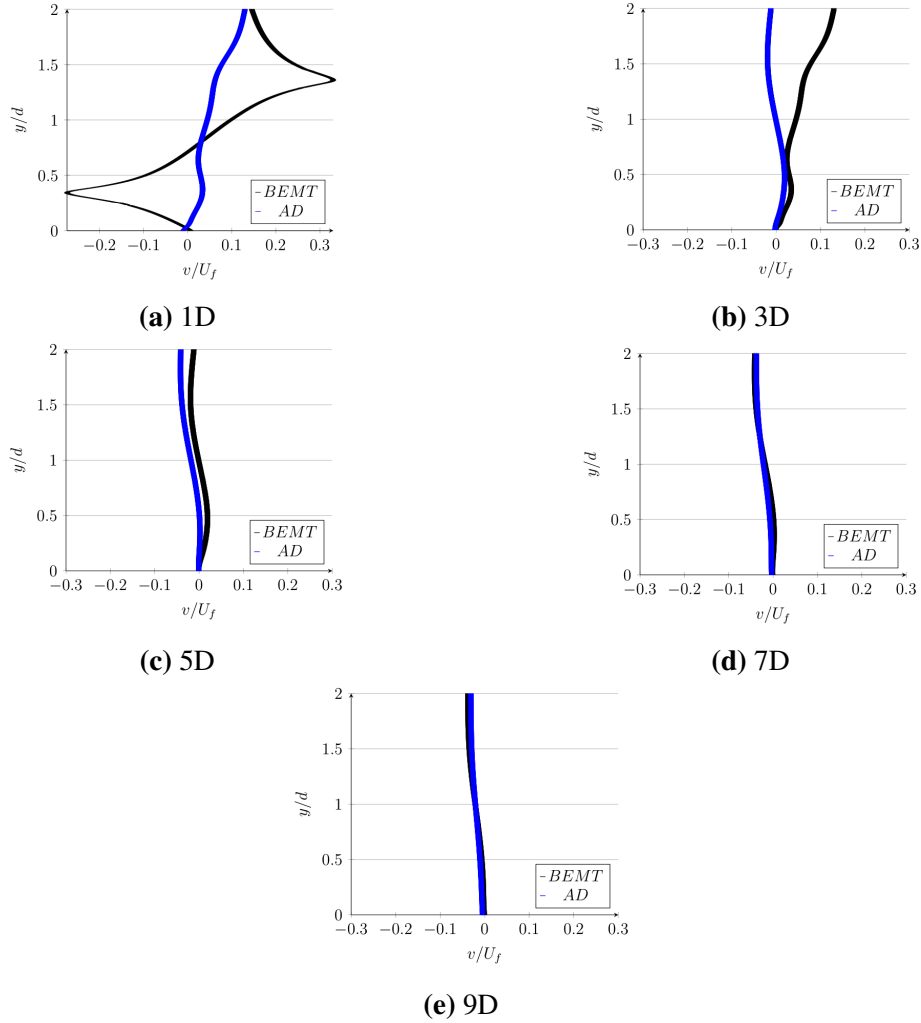 2
1.5
1
0.5
0
y/d
−0.2 −0.1 0 0.1 0.2 0.3
v/U_f
BEMT
AD
(a) 1D
2
1.5
1
0.5
0
y/d
−0.3 −0.2 −0.1 0 0.1 0.2 0.3
v/U_f
BEMT
AD
(b) 3D
2
1.5
1
0.5
0
y/d
−0.3 −0.2 −0.1 0 0.1 0.2 0.3
v/U_f
BEMT
AD
(c) 5D
2
1.5
1
0.5
0
y/d
−0.3 −0.2 −0.1 0 0.1 0.2 0.3
v/U_f
BEMT
AD
(d) 7D
2
1.5
1
0.5
0
y/d
−0.3 −0.2 −0.1 0 0.1 0.2 0.3
v/U_f
BEMT
AD
(e) 9D